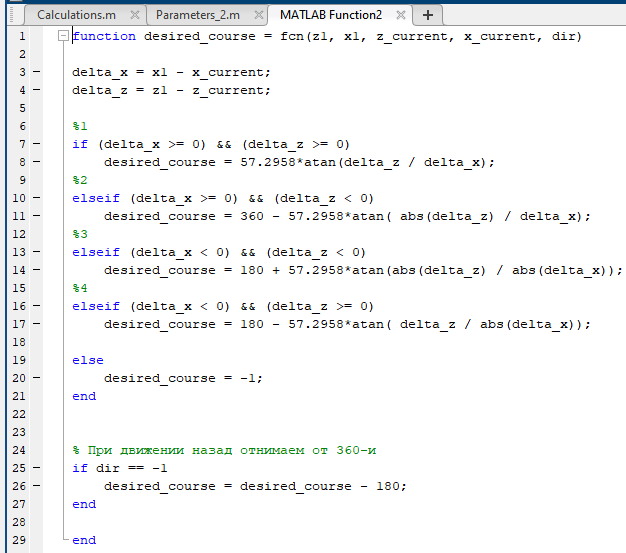 Calculations.m Parameters_2.m MATLAB Function2
1 function desired_course = fcn(z1, x1, z_current, x_current, dir)
2
3 delta_x = x1 - x_current;
4 delta_z = z1 - z_current;
5
6 %1
7 if (delta_x >= 0) && (delta_z >= 0)
8 desired_course = 57.2958*atan(delta_z / delta_x);
9 %2
10 elseif (delta_x >= 0) && (delta_z < 0)
11 desired_course = 360 - 57.2958*atan( abs(delta_z) / delta_x);
12 %3
13 elseif (delta_x < 0) && (delta_z < 0)
14 desired_course = 180 + 57.2958*atan(abs(delta_z) / abs(delta_x));
15 %4
16 elseif (delta_x < 0) && (delta_z >= 0)
17 desired_course = 180 - 57.2958*atan( delta_z / abs(delta_x));
18
19 else
20 desired_course = -1;
21 end
22
23
24 % При движении назад отнимаем от 360-и
25 if dir == -1
26 desired_course = desired_course - 180;
27 end
28
29 end